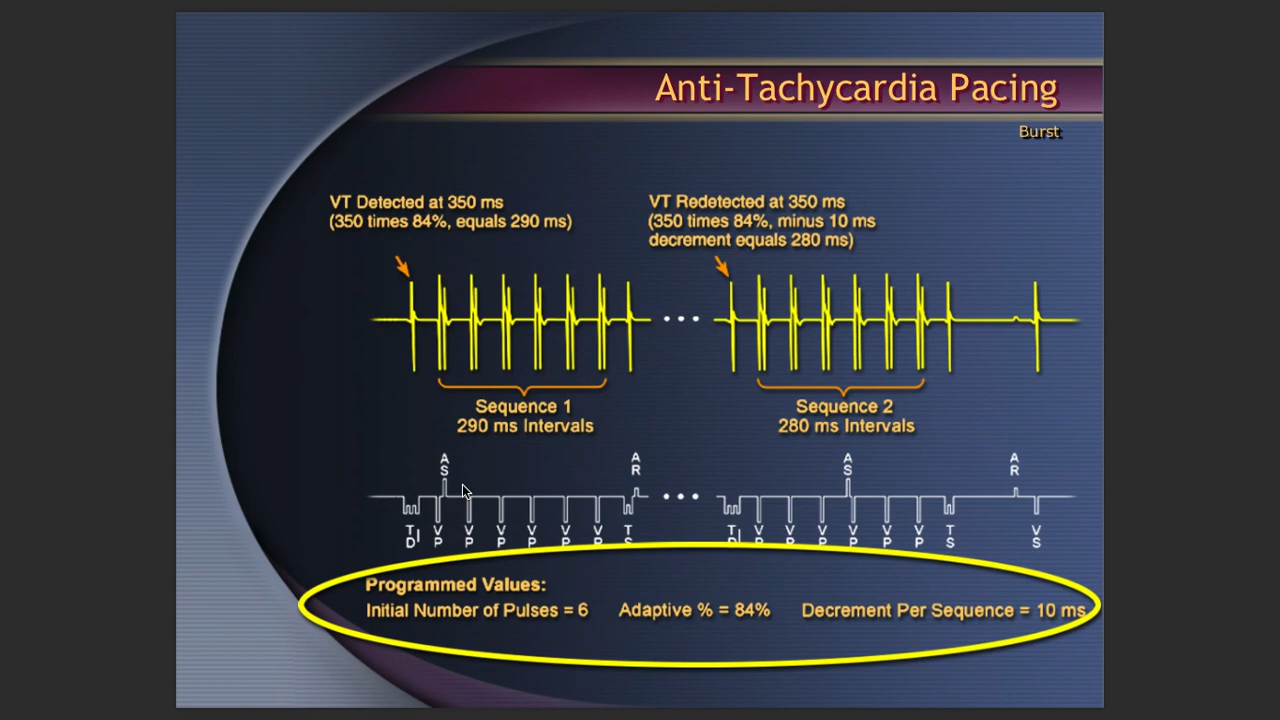 Anti-Tachycardia Pacing
Burst
VT Detected at 350 ms
(350 times 84%, equals 290 ms)
VT Redetected at 350 ms
(350 times 84%, minus 10 ms
decrement equals 280 ms)
Sequence 1
290 ms Intervals
Sequence 2
280 ms Intervals
A S
A R
A S
A R
T D
V P
V P
V P
V P
V P
V P
T S
T D
V P
V P
V P
V P
V P
V P
T S
V S
Programmed Values:
Initial Number of Pulses = 6 Adaptive % = 84% Decrement Per Sequence = 10 ms